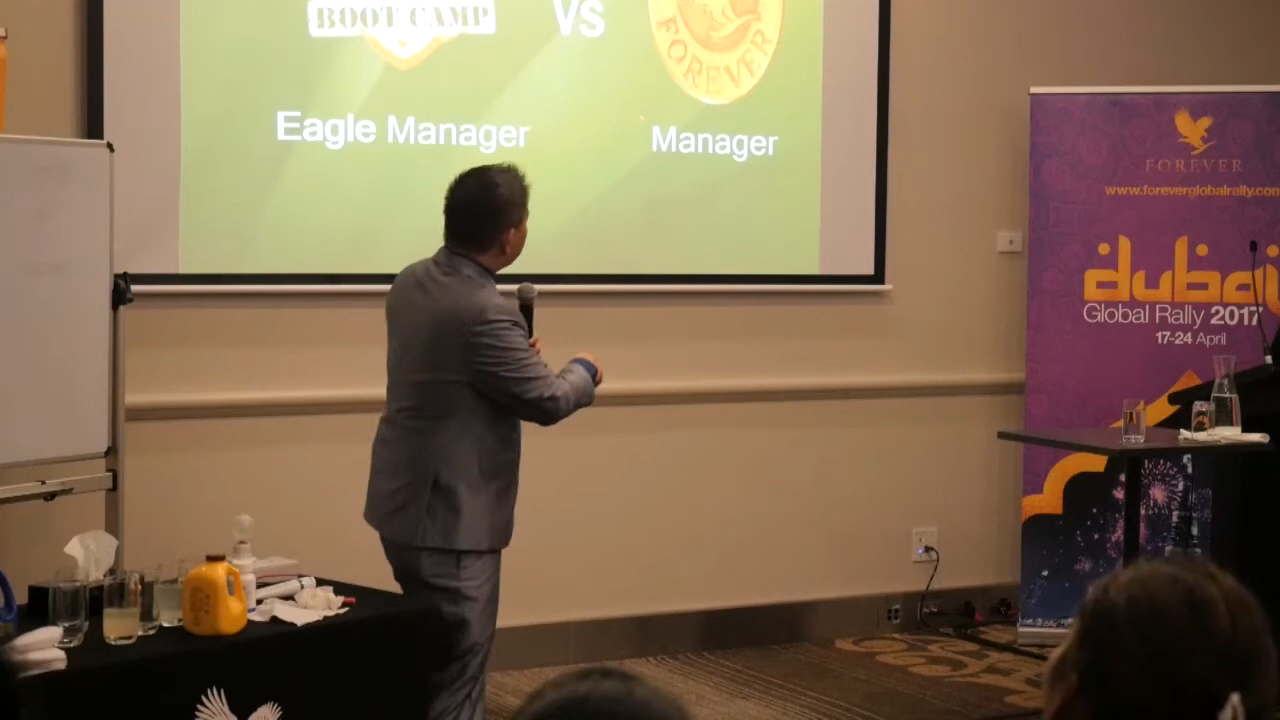 BOOT CAMP
VS
FOREVER
Eagle Manager
Manager
FOREVER
www.foreverglobalrally.com
dubai
Global Rally 2017
17-24 April